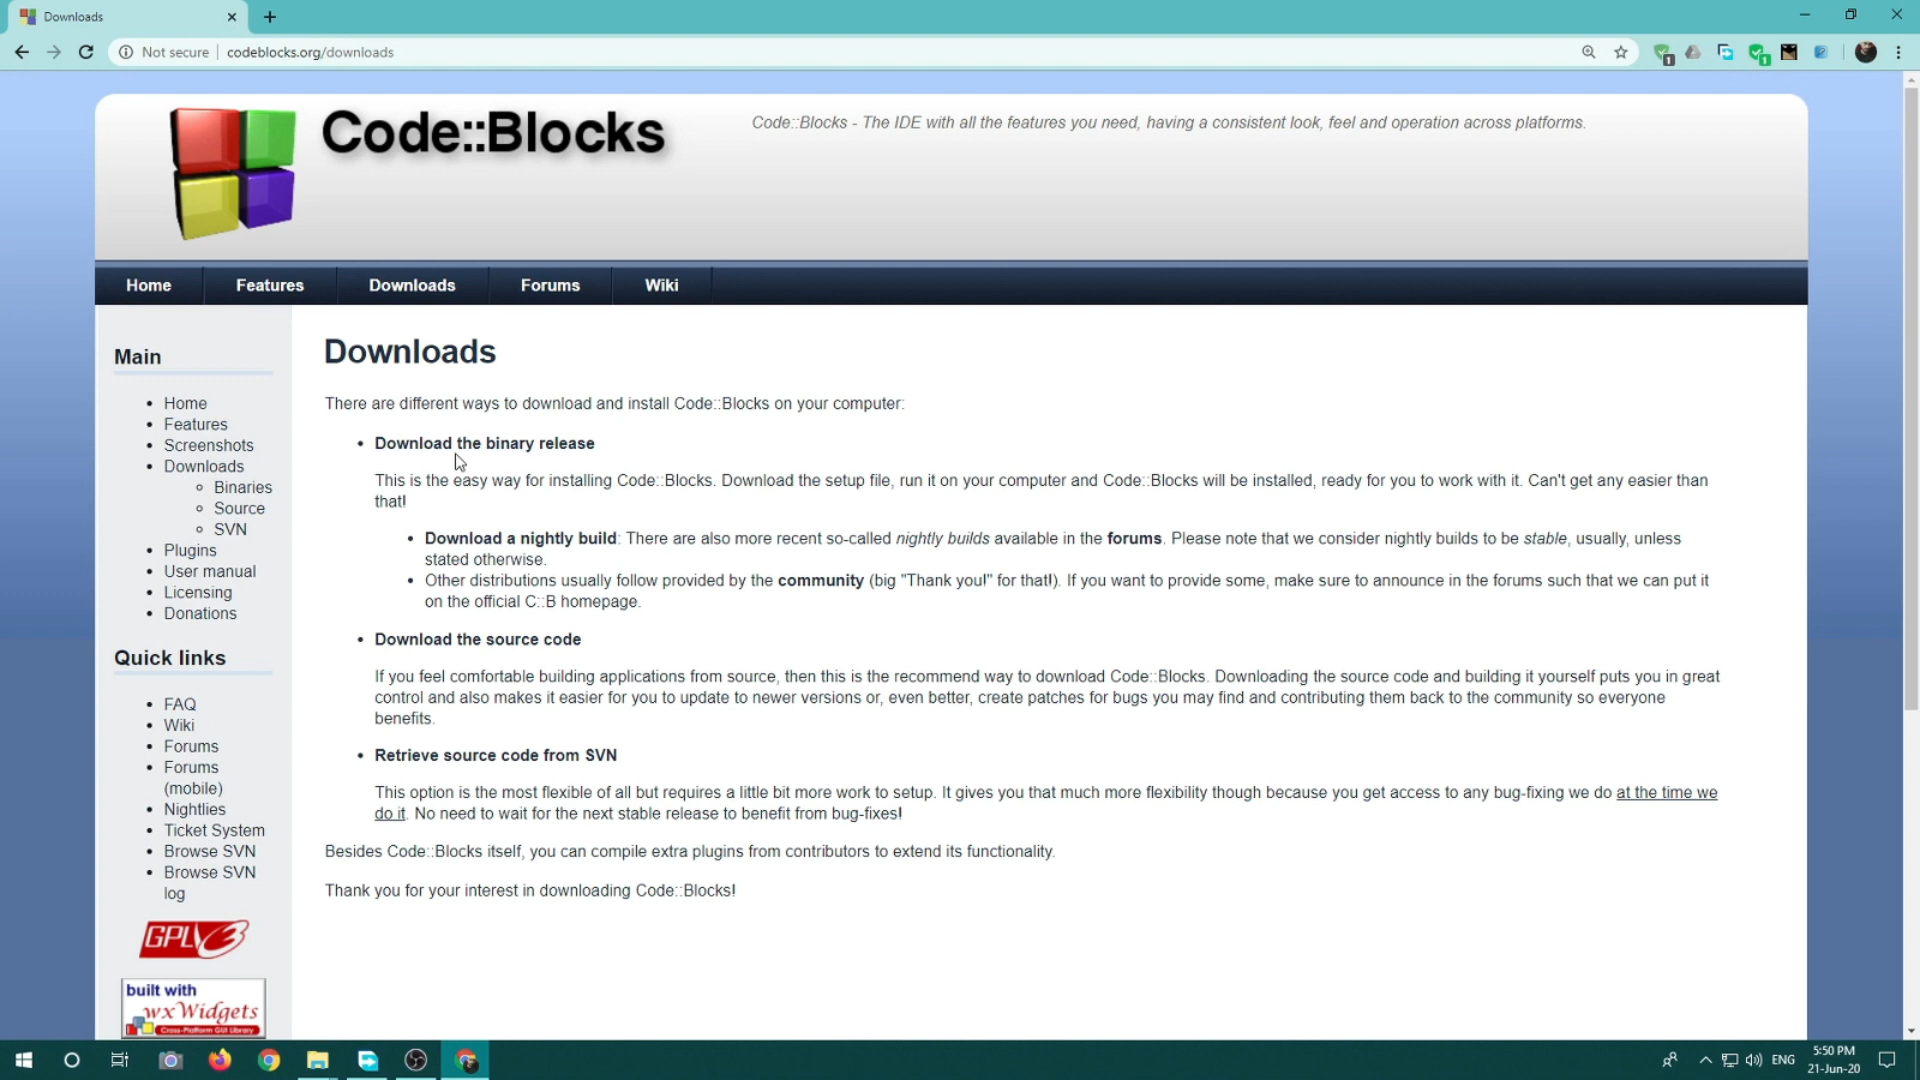 Downloads
Not secure
codeblocks.org/downloads
1
1
Code::Blocks
Code::Blocks - The IDE with all the features you need, having a consistent look, feel and operation across platforms.
Home
Features
Downloads
Forums
Wiki
Main
Home
Features
Screenshots
Downloads
Binaries
Source
SVN
Plugins
User manual
Licensing
Donations
Quick links
FAQ
Wiki
Forums
Forums
(mobile)
Nightlies
Ticket System
Browse SVN
Browse SVN
log
GPLv3
built with
wxWidgets
Cross-Platform GUI Library
Downloads
There are different ways to download and install Code::Blocks on your computer:
Download the binary release
This is the easy way for installing Code::Blocks. Download the setup file, run it on your computer and Code::Blocks will be installed, ready for you to work with it. Can't get any easier than
that!
Download a nightly build: There are also more recent so-called nightly builds available in the forums. Please note that we consider nightly builds to be stable, usually, unless
stated otherwise.
Other distributions usually follow provided by the community (big "Thank you!" for that!). If you want to provide some, make sure to announce in the forums such that we can put it
on the official C::B homepage.
Download the source code
If you feel comfortable building applications from source, then this is the recommend way to download Code::Blocks. Downloading the source code and building it yourself puts you in great
control and also makes it easier for you to update to newer versions or, even better, create patches for bugs you may find and contributing them back to the community so everyone
benefits.
Retrieve source code from SVN
This option is the most flexible of all but requires a little bit more work to setup. It gives you that much more flexibility though because you get access to any bug-fixing we do at the time we
do it. No need to wait for the next stable release to benefit from bug-fixes!
Besides Code::Blocks itself, you can compile extra plugins from contributors to extend its functionality.
Thank you for your interest in downloading Code::Blocks!
ENG
5:50 PM
21-Jun-20